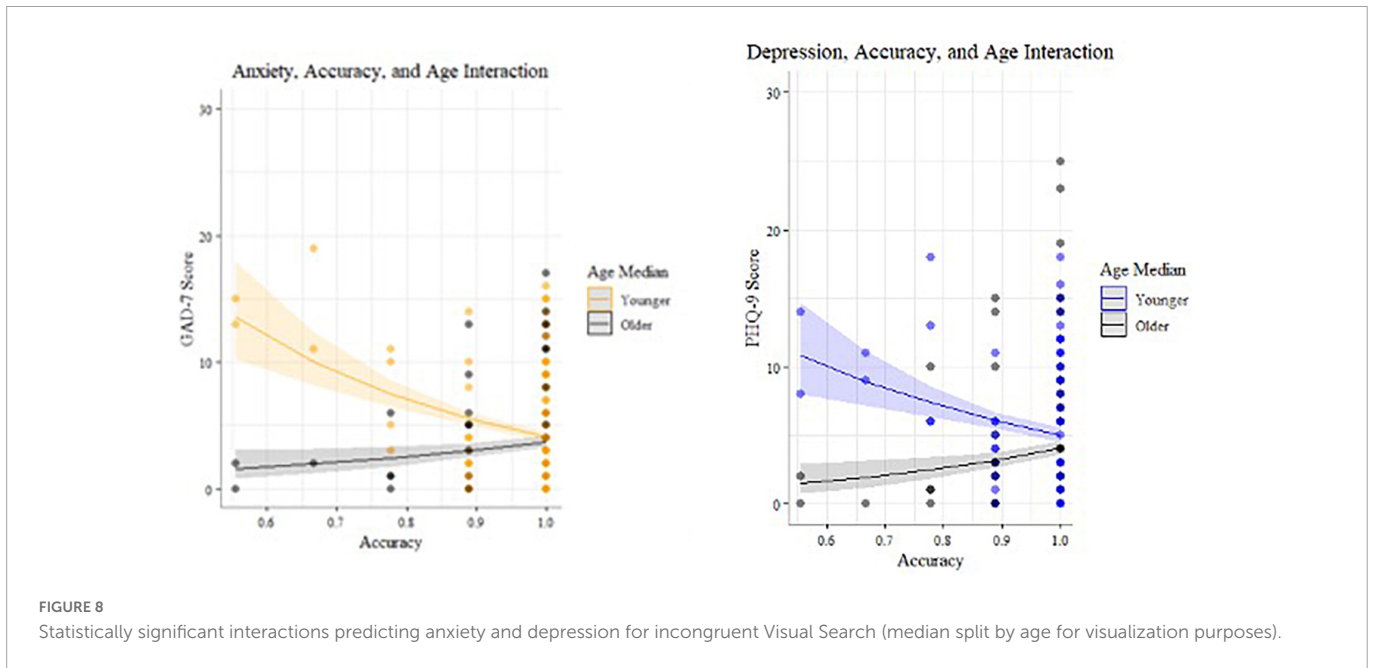 Anxiety, Accuracy, and Age Interaction
GAD-7 Score
30
20
10
0
0.6 0.7 0.8 0.9 1.0
Accuracy
Age Median
Younger
Older
Depression, Accuracy, and Age Interaction
PHQ-9 Score
30
20
10
0
0.6 0.7 0.8 0.9 1.0
Accuracy
Age Median
Younger
Older
FIGURE 8
Statistically significant interactions predicting anxiety and depression for incongruent Visual Search (median split by age for visualization purposes).